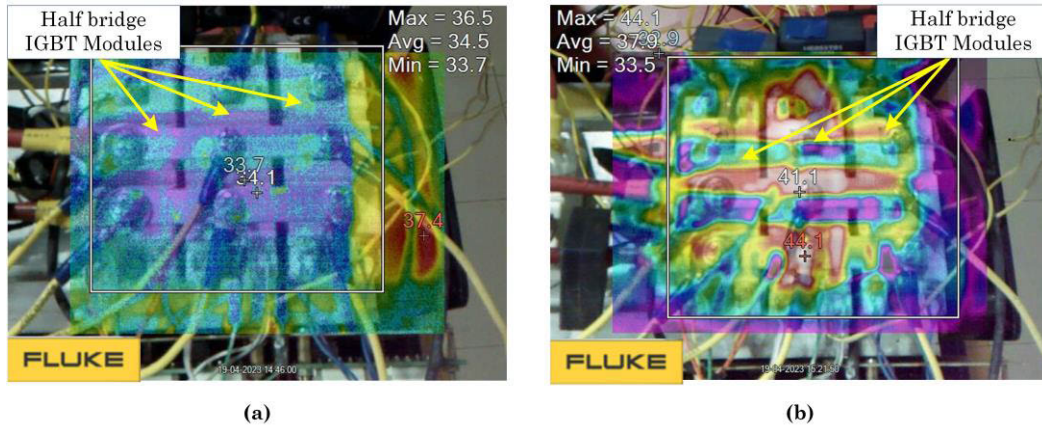 Half bridge
IGBT Modules
Max = 36.5
Avg = 34.5
Min = 33.7
33.7
34.1
37.4
FLUKE
19-04-2023 14:46:00
(a)
Max = 44.1
Avg = 37.9
Min = 33.5
Half bridge
IGBT Modules
41.1
44.1
FLUKE
(b)